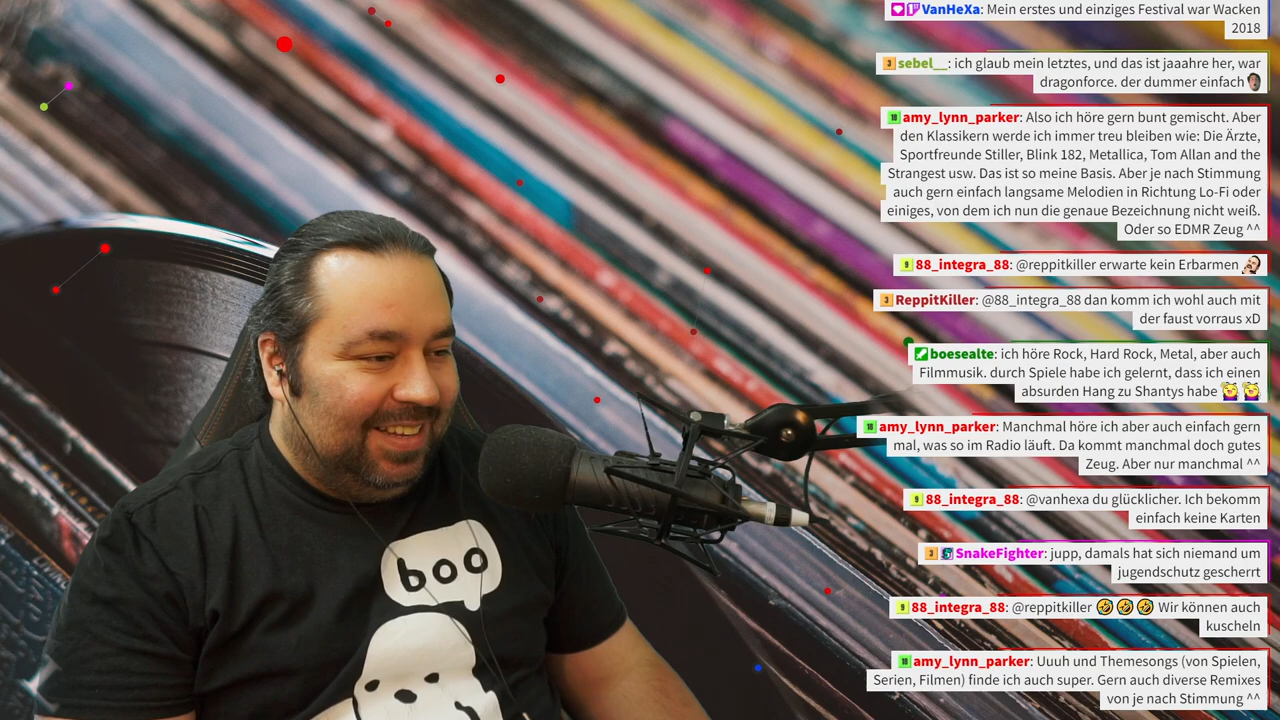 boo
VanHeXa: Mein erstes und einziges Festival war Wacken
2018
3 sebel__: ich glaub mein letztes, und das ist jaaahre her, war
dragonforce. der dummer einfach
18 amy_lynn_parker: Also ich höre gern bunt gemischt. Aber
den Klassikern werde ich immer treu bleiben wie: Die Ärzte,
Sportfreunde Stiller, Blink 182, Metallica, Tom Allan and the
Strangest usw. Das ist so meine Basis. Aber je nach Stimmung
auch gern einfach langsame Melodien in Richtung Lo-Fi oder
einiges, von dem ich nun die genaue Bezeichnung nicht weiß.
Oder so EDMR Zeug ^^
9 88_integra_88: @reppitkiller erwarte kein Erbarmen
3 ReppitKiller: @88_integra_88 dan komm ich wohl auch mit
der faust vorraus xD
boesealte: ich höre Rock, Hard Rock, Metal, aber auch
Filmmusik. durch Spiele habe ich gelernt, dass ich einen
absurden Hang zu Shantys habe
18 amy_lynn_parker: Manchmal höre ich aber auch einfach gern
mal, was so im Radio läuft. Da kommt manchmal doch gutes
Zeug. Aber nur manchmal ^^
9 88_integra_88: @vanhexa du glücklicher. Ich bekomm
einfach keine Karten
3 SnakeFighter: jupp, damals hat sich niemand um
jugendschutz gescherrt
9 88_integra_88: @reppitkiller 🤣🤣🤣 Wir können auch
kuscheln
18 amy_lynn_parker: Uuuh und Themesongs (von Spielen,
Serien, Filmen) finde ich auch super. Gern auch diverse Remixes
von je nach Stimmung ^^